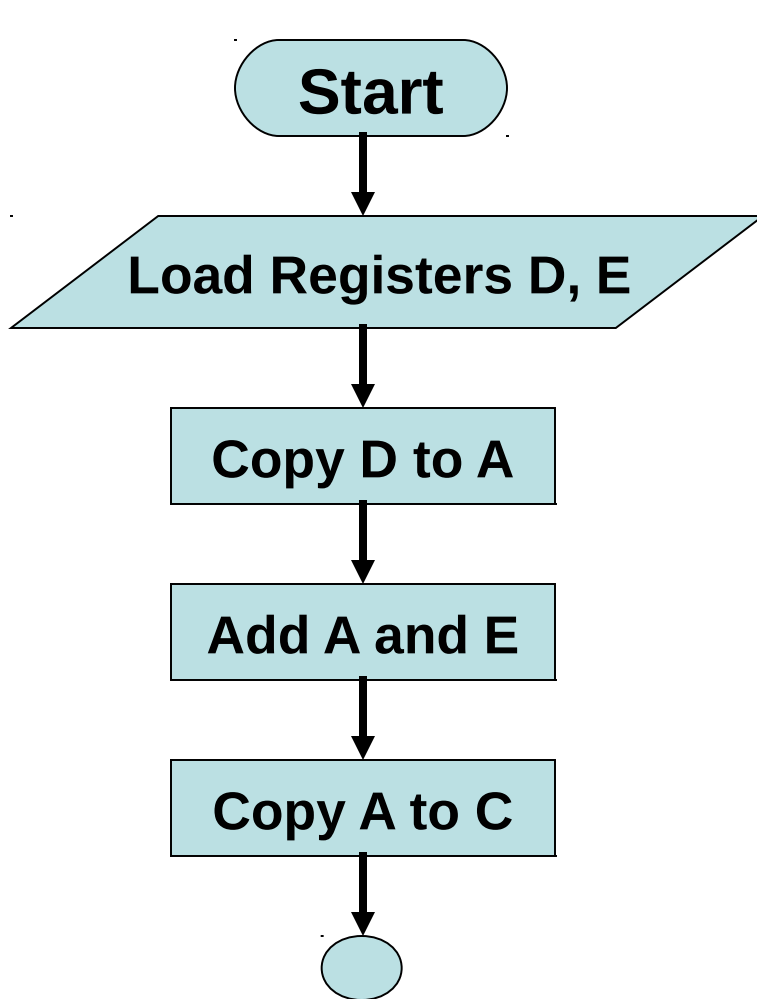 Start
Load Registers D, E
Copy D to A
Add A and E
Copy A to C